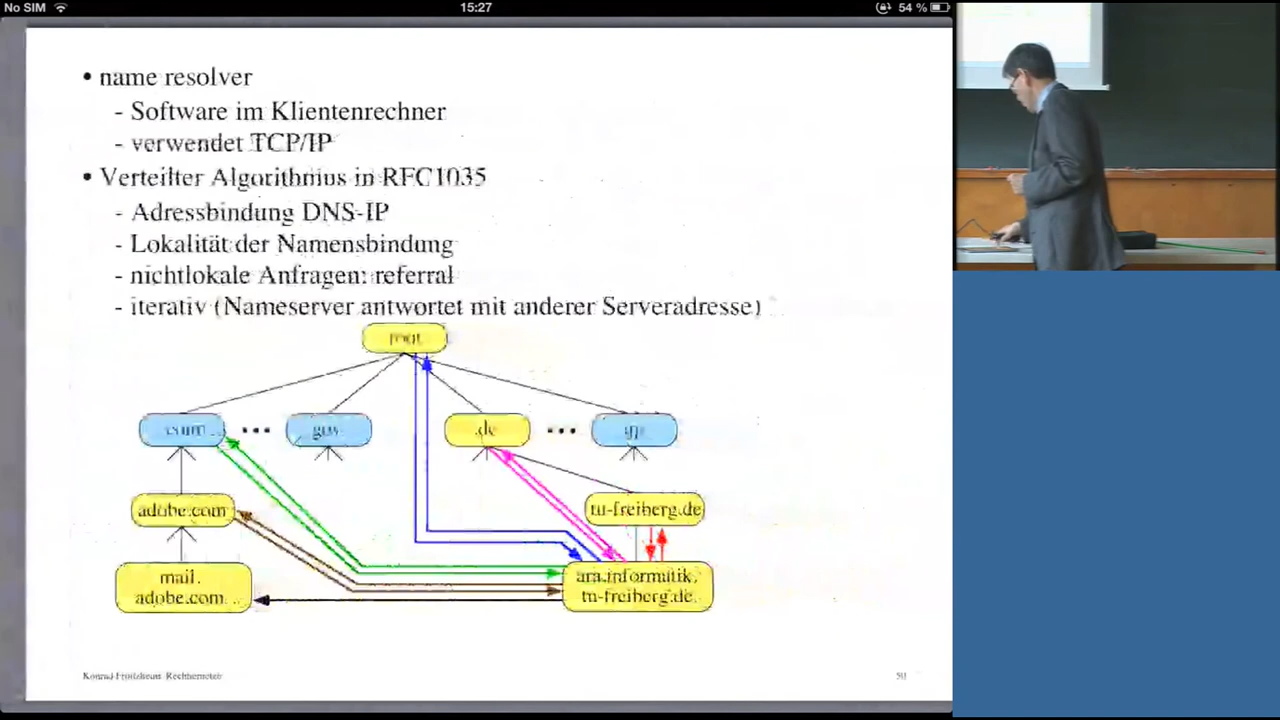 No SIM 15:27 54 %
• name resolver
- Software im Klientenrechner
- verwendet TCP/IP
• Verteilter Algorithmus in RFC1035
- Adressbindung DNS-IP
- Lokalität der Namensbindung
- nichtlokale Anfragen: referral
- iterativ (Nameserver antwortet mit anderer Serveradresse)
root
.com ••• gov .de •••
adobe.com tu-freiberg.de
mail.
adobe.com
ara.informatik.
tu-freiberg.de
Konrad Froitzheim Rechnernetze